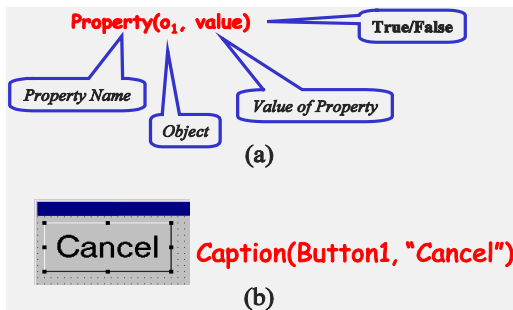 Property(o₁, value)
True/False
Property Name
Object
Value of Property
(a)
Cancel
Caption(Button1, “Cancel”)
(b)